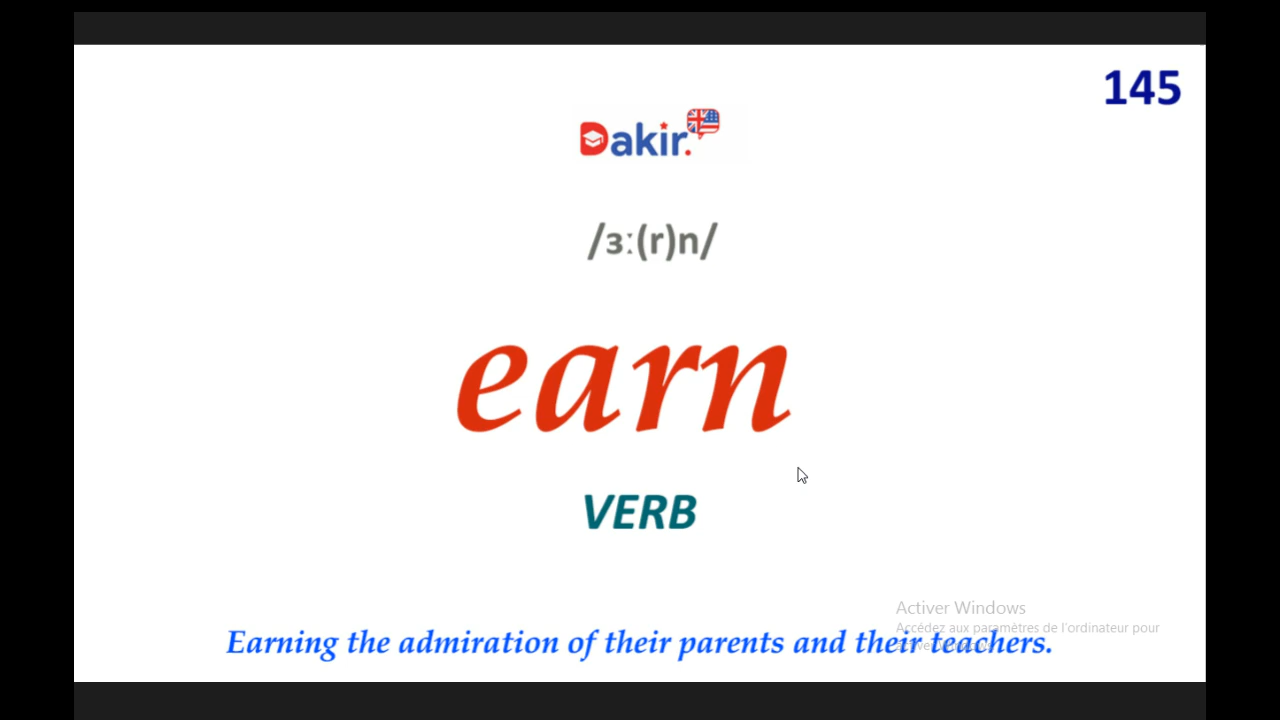 145
Dakir.
/ɜː(r)n/
earn
VERB
Activer Windows
Accédez aux paramètres de l'ordinateur pour
Earning the admiration of their parents and their teachers.